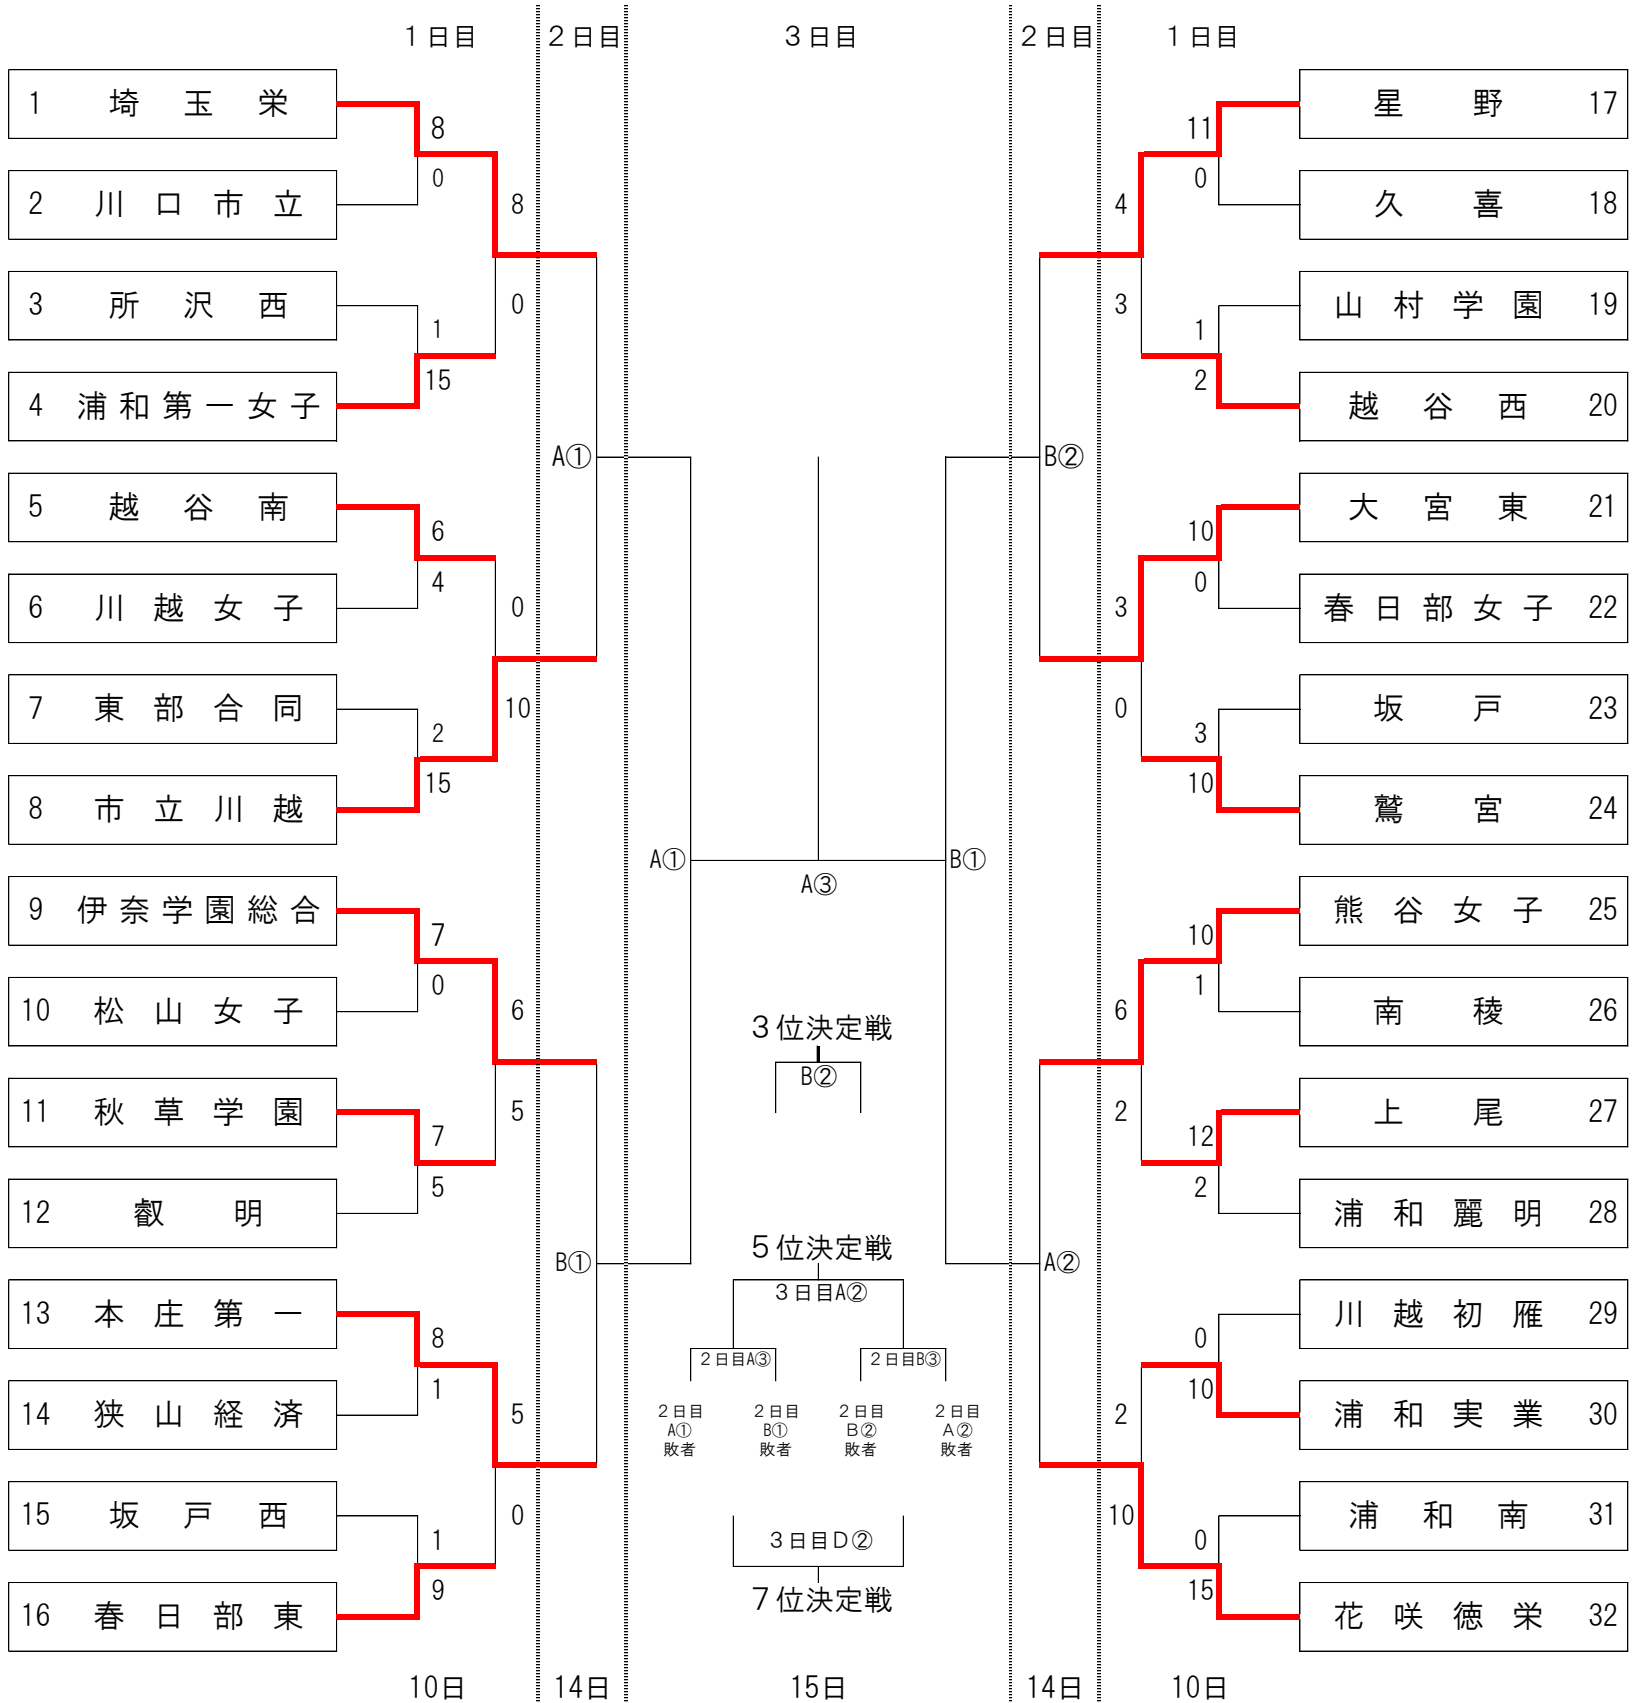 1日目 2日目 3日目 2日目 1日目
1 埼玉栄
8
0
2 川口市立
8
0
3 所沢西
1
15
4 浦和第一女子
A①
5 越谷南
6
4
6 川越女子
0
10
7 東部合同
2
15
8 市立川越
A①
9 伊奈学園総合
7
0
10 松山女子
6
5
11 秋草学園
7
5
12 叡明
B①
13 本庄第一
8
1
14 狭山経済
5
0
15 坂戸西
1
9
16 春日部東
A③
3位決定戦
B②
5位決定戦
3日目A②
2日目A③ 2日目B③
2日目 2日目 2日目 2日目
A① B① B② A②
敗者 敗者 敗者 敗者
3日目D②
7位決定戦
星野 17
11
0
久喜 18
4
3
山村学園 19
1
2
越谷西 20
B②
大宮東 21
10
0
春日部女子 22
3
0
坂戸 23
3
10
鷲宮 24
B①
熊谷女子 25
10
1
南稜 26
6
2
上尾 27
12
2
浦和麗明 28
A②
川越初雁 29
0
10
浦和実業 30
2
10
浦和南 31
0
15
花咲徳栄 32
10日 14日 15日 14日 10日